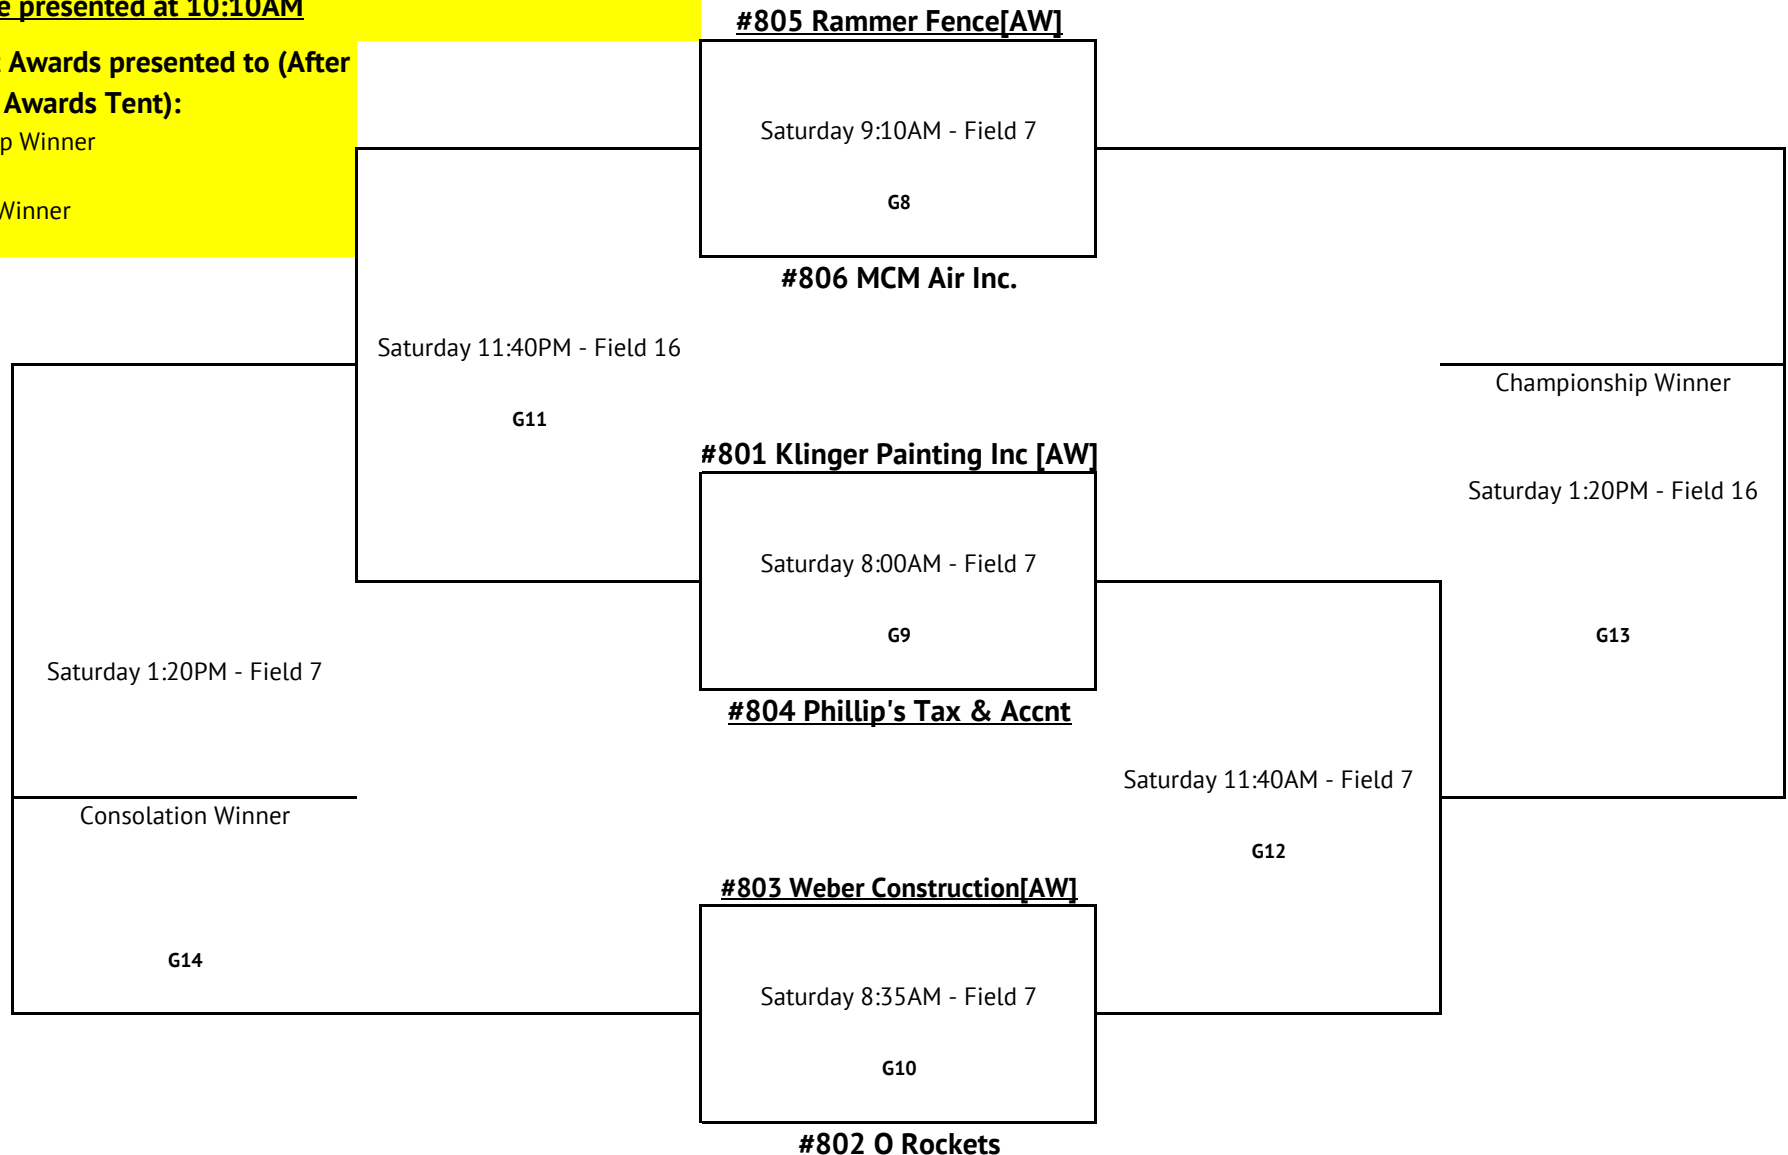 presented at 10:10AM
Awards presented to (After
Awards Tent):
Winner
Winner
#805 Rammer Fence[AW]
Saturday 9:10AM - Field 7
G8
#806 MCM Air Inc.
Saturday 11:40PM - Field 16
G11
Championship Winner
#801 Klinger Painting Inc [AW]
Saturday 1:20PM - Field 16
Saturday 8:00AM - Field 7
G9
G13
Saturday 1:20PM - Field 7
#804 Phillip's Tax & Accnt
Saturday 11:40AM - Field 7
Consolation Winner
G12
#803 Weber Construction[AW]
G14
Saturday 8:35AM - Field 7
G10
#802 O Rockets